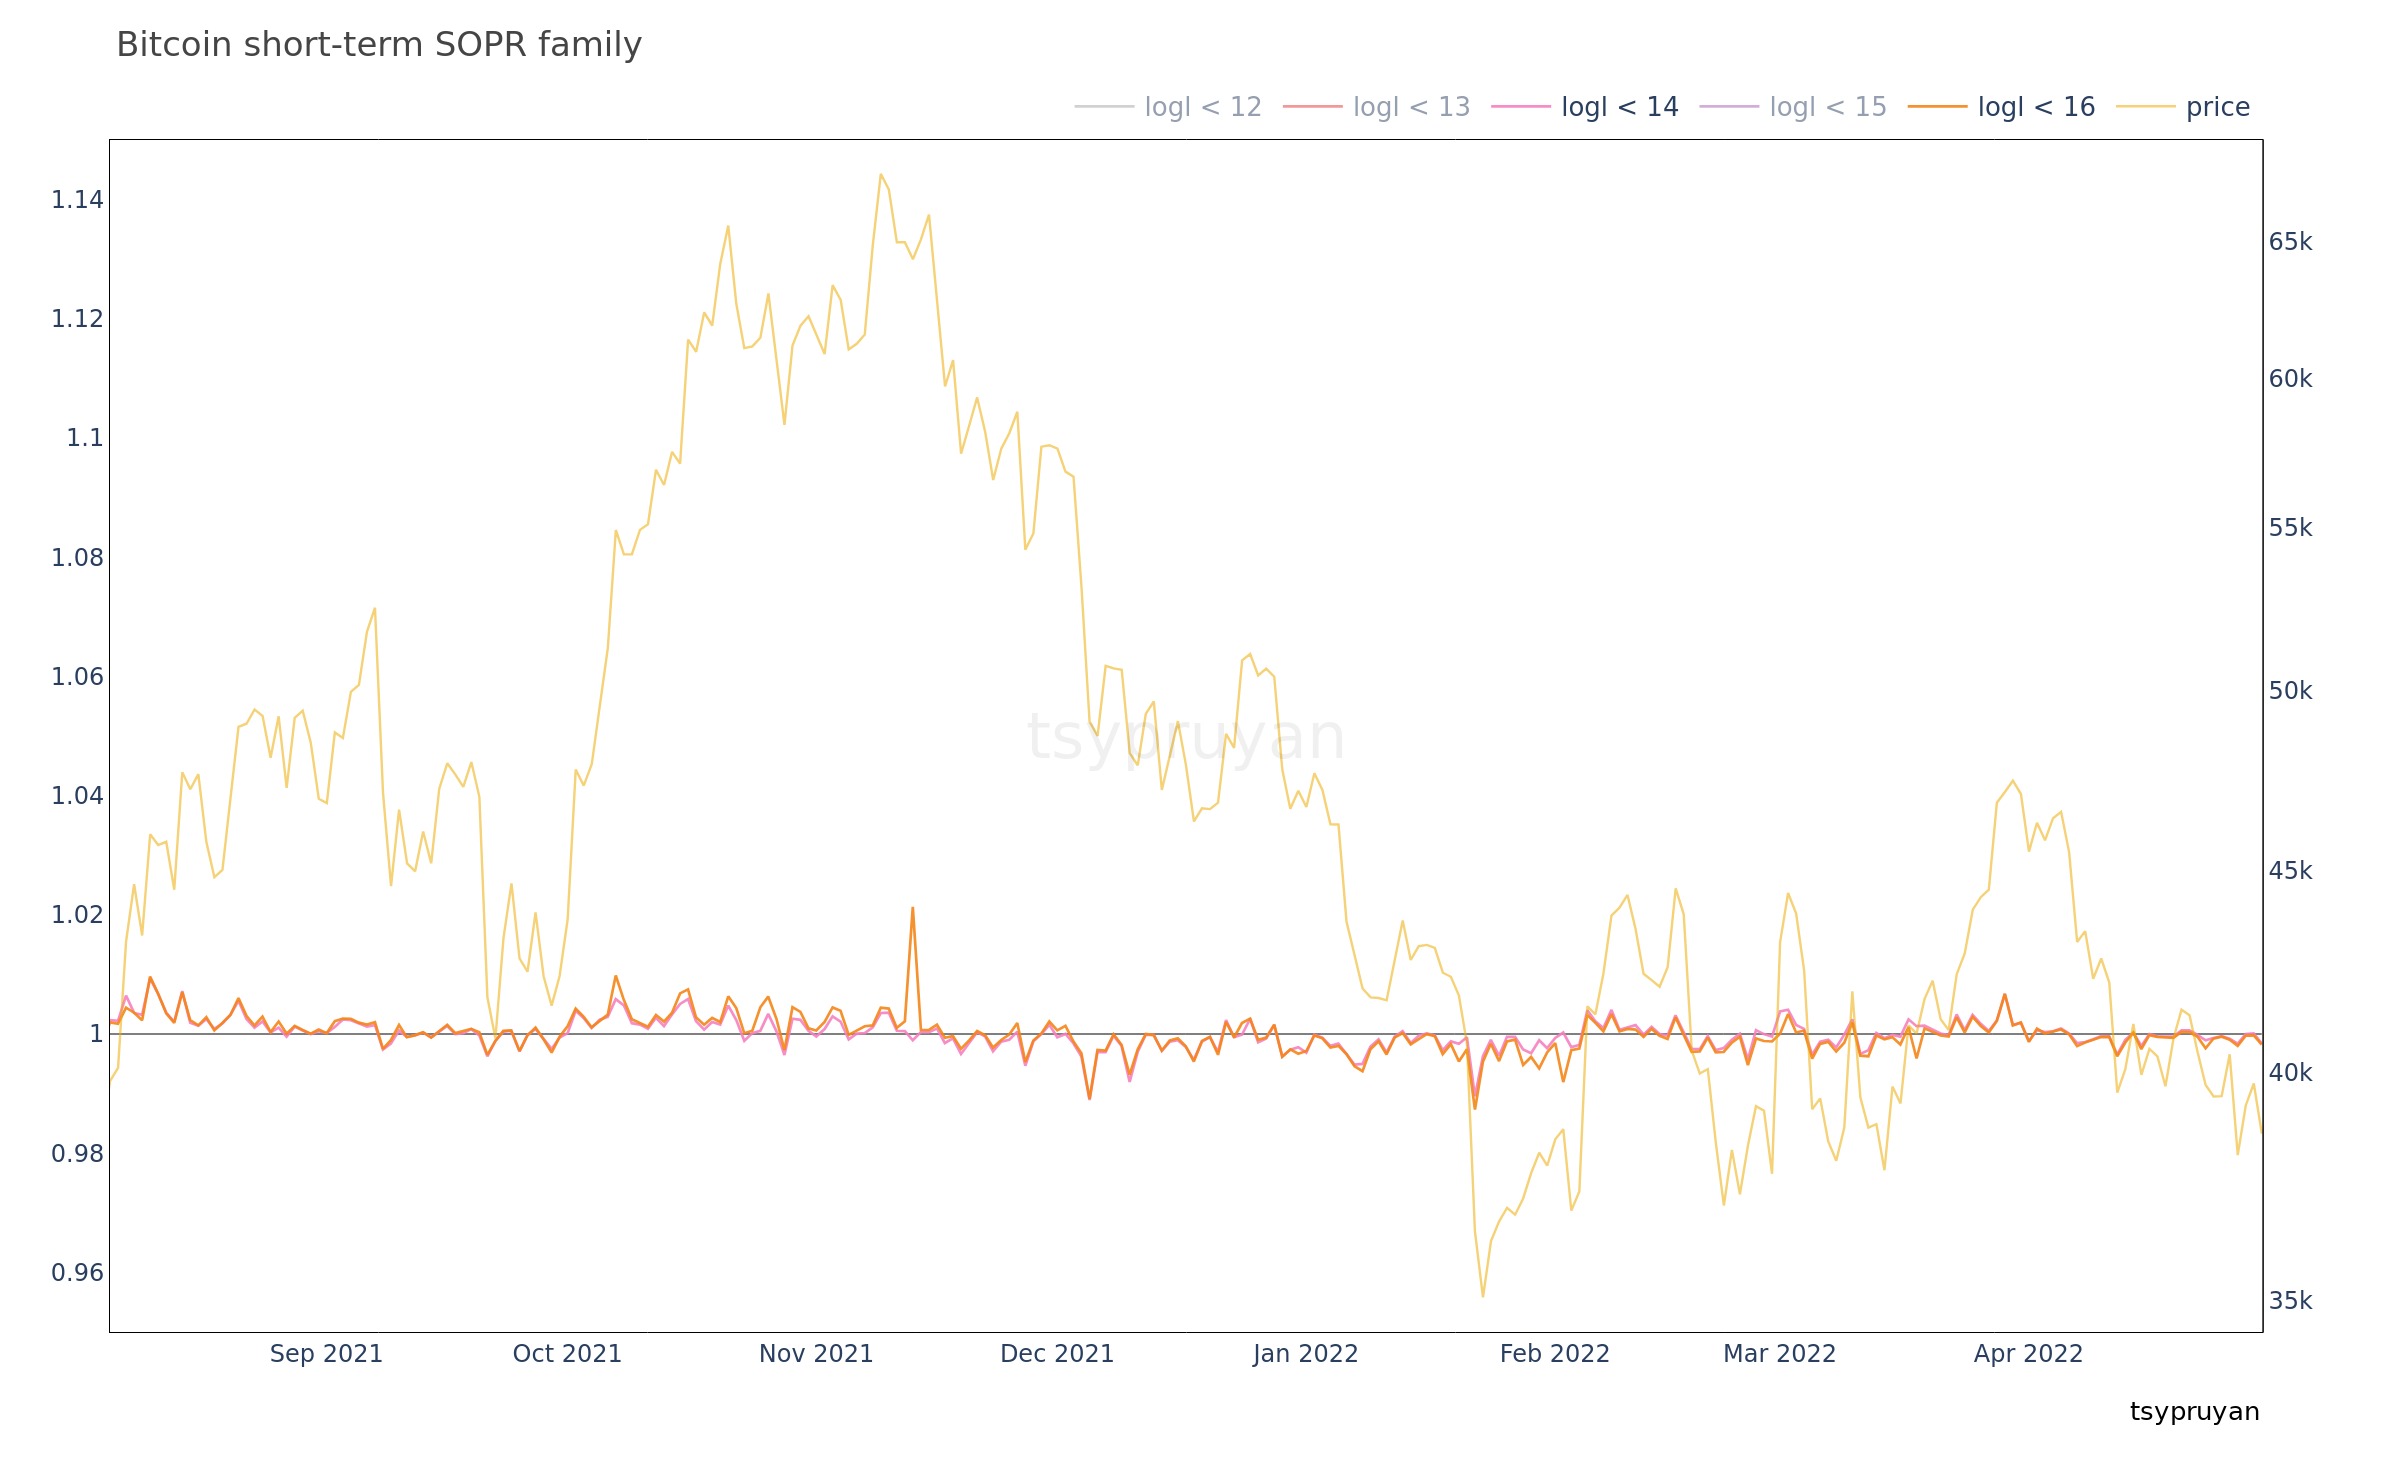 Bitcoin short-term SOPR family
logl < 12 logl < 13 logl < 14 logl < 15 logl < 16 price
1.14
1.12
1.1
1.08
1.06
1.04
1.02
1
0.98
0.96
65k
60k
55k
50k
45k
40k
35k
tsypruyan
Sep 2021 Oct 2021 Nov 2021 Dec 2021 Jan 2022 Feb 2022 Mar 2022 Apr 2022
tsypruyan